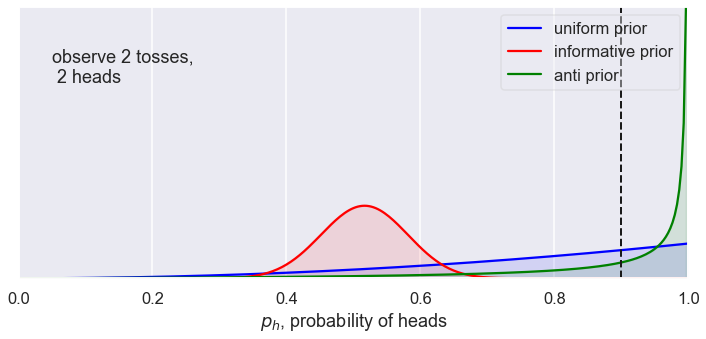 observe 2 tosses,
2 heads
uniform prior
informative prior
anti prior
0.0 0.2 0.4 0.6 0.8 1.0
pₕ, probability of heads